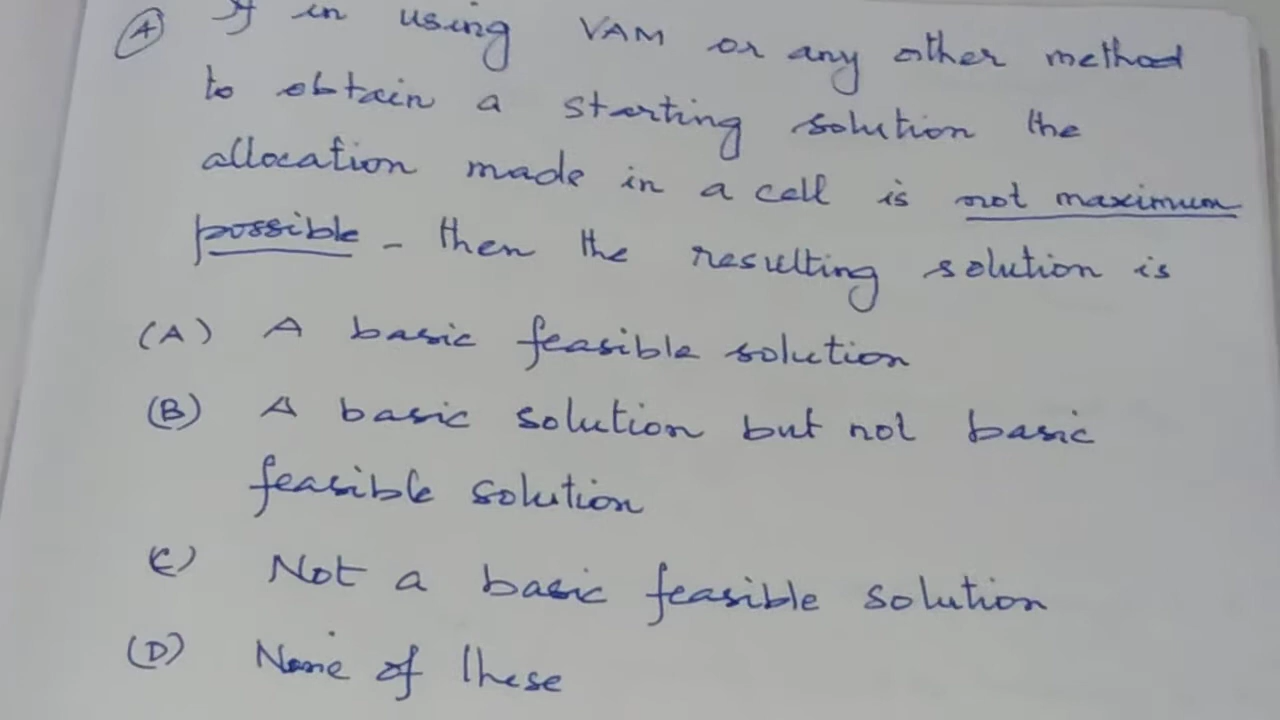 (4) If in using VAM or any other method
to obtain a starting solution the
allocation made in a cell is not maximum
possible - then the resulting solution is
(A) A basic feasible solution
(B) A basic solution but not basic
feasible solution
(C) Not a basic feasible solution
(D) None of these